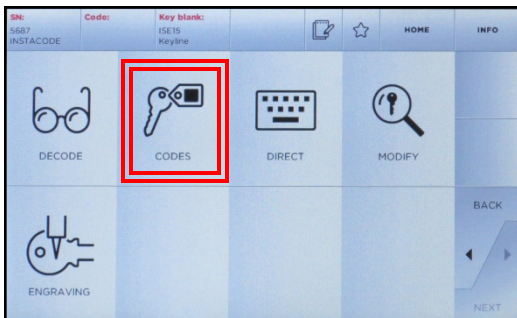 SN: Code: Key blank:
5687 ISE15
INSTACODE Keyline
HOME INFO
DECODE CODES DIRECT MODIFY
BACK
ENGRAVING
NEXT